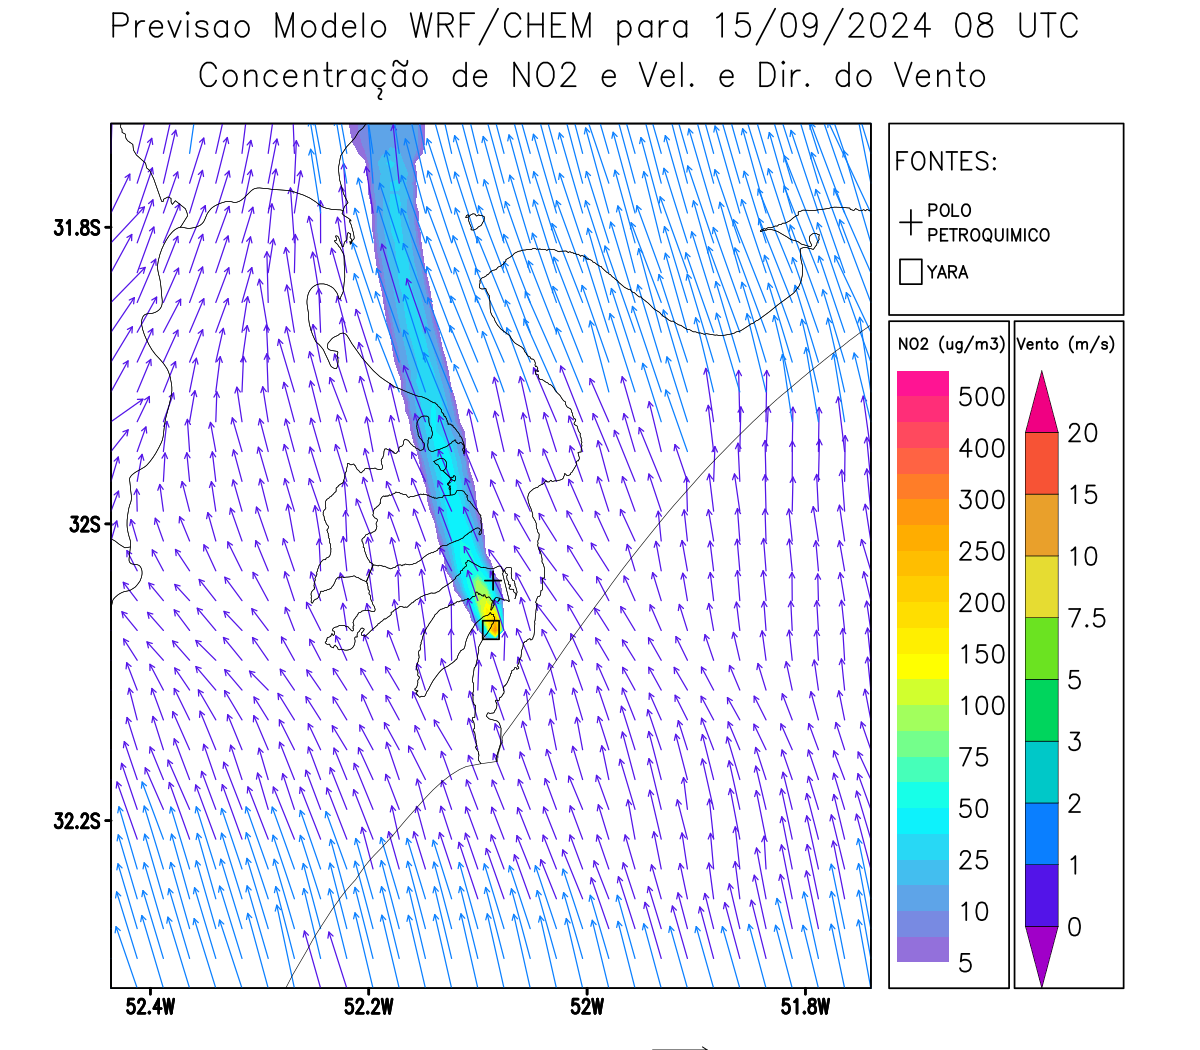 Previsao Modelo WRF/CHEM para 15/09/2024 08 UTC
Concentração de NO2 e Vel. e Dir. do Vento
FONTES:
POLO
PETROQUIMICO
YARA
NO2 (ug/m3)
500
400
300
250
200
150
100
75
50
25
10
5
Vento (m/s)
20
15
10
7.5
5
3
2
1
0
31.8S
32S
32.2S
52.4W
52.2W
52W
51.8W